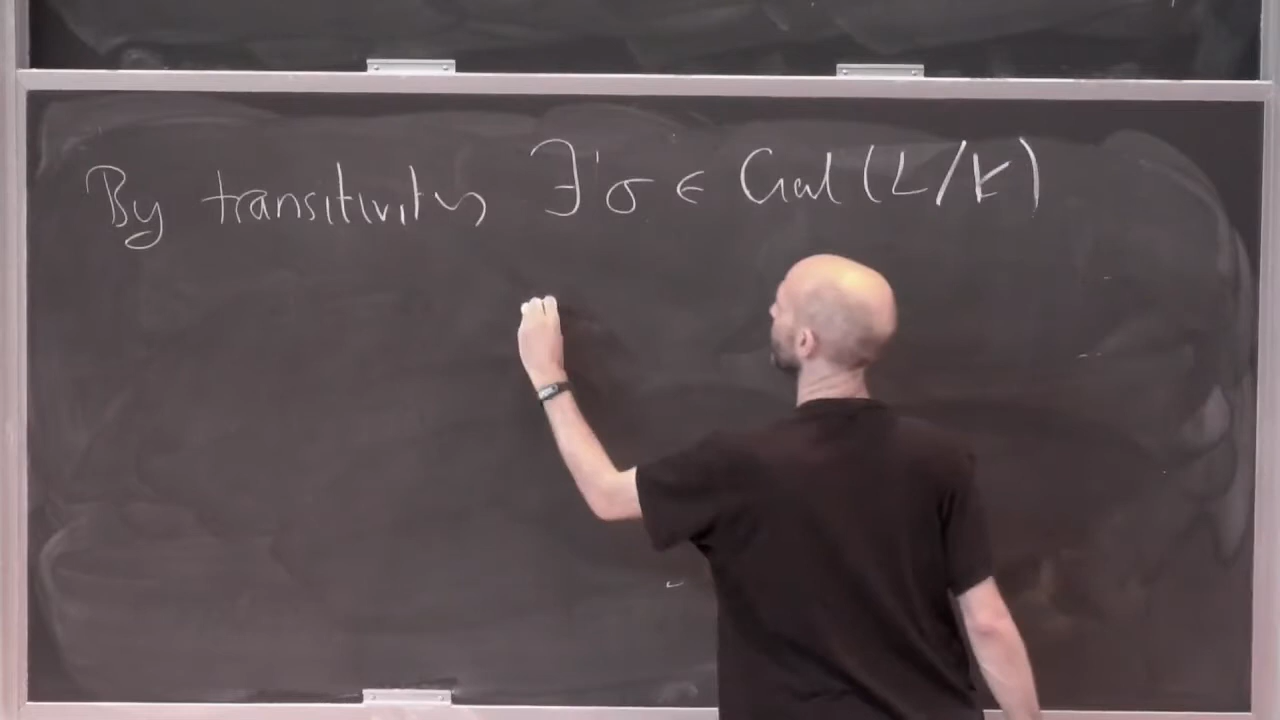 By transitivity ∃ σ ∈ Gal(L/K)